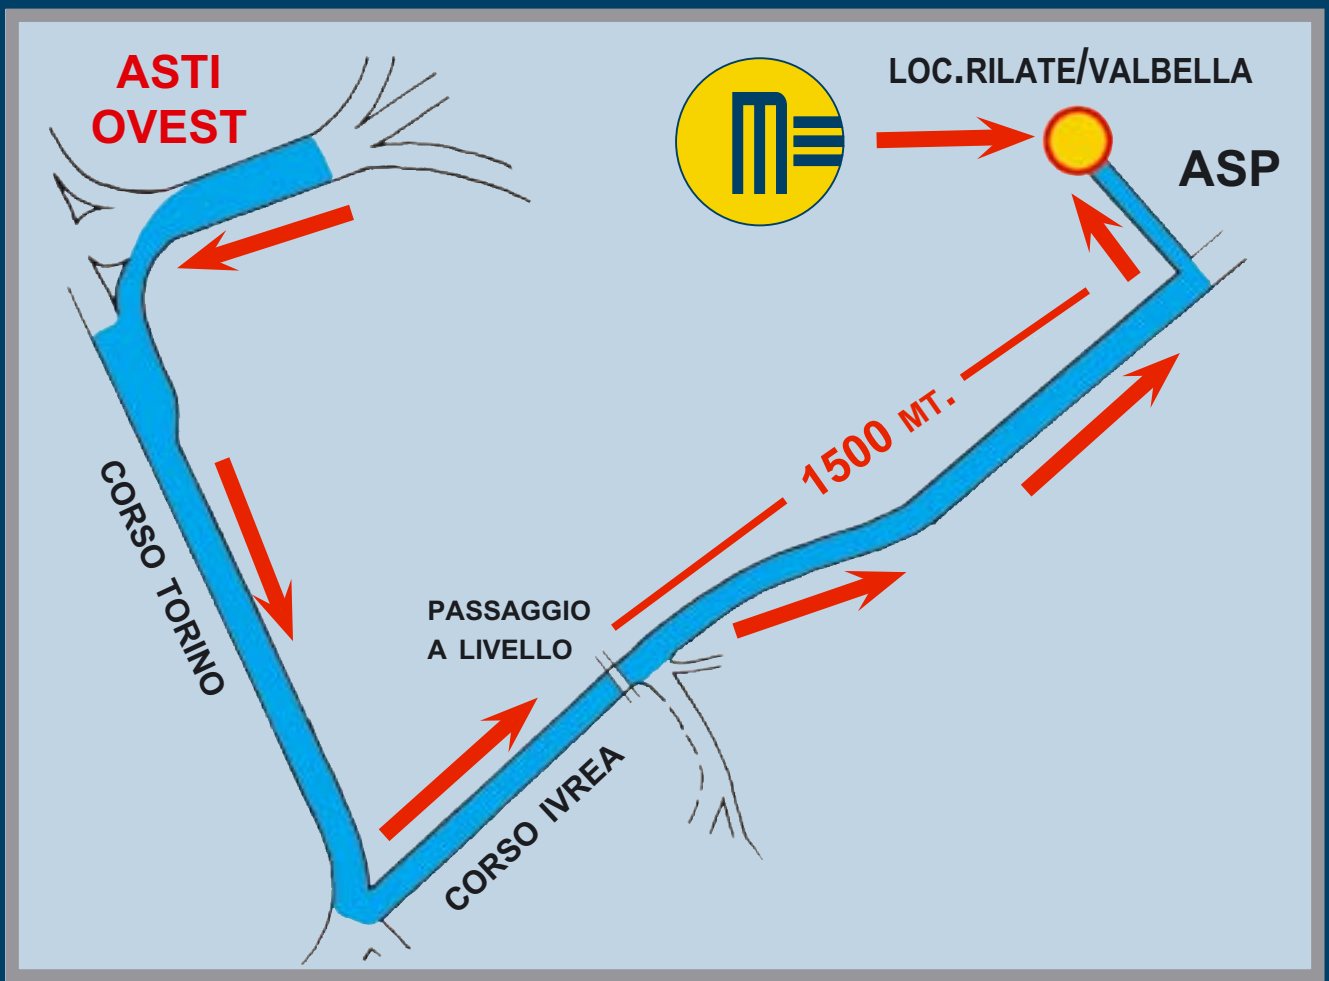 ASTI
OVEST
LOC.RILATE/VALBELLA
ASP
1500 MT.
CORSO TORINO
PASSAGGIO
A LIVELLO
CORSO IVREA